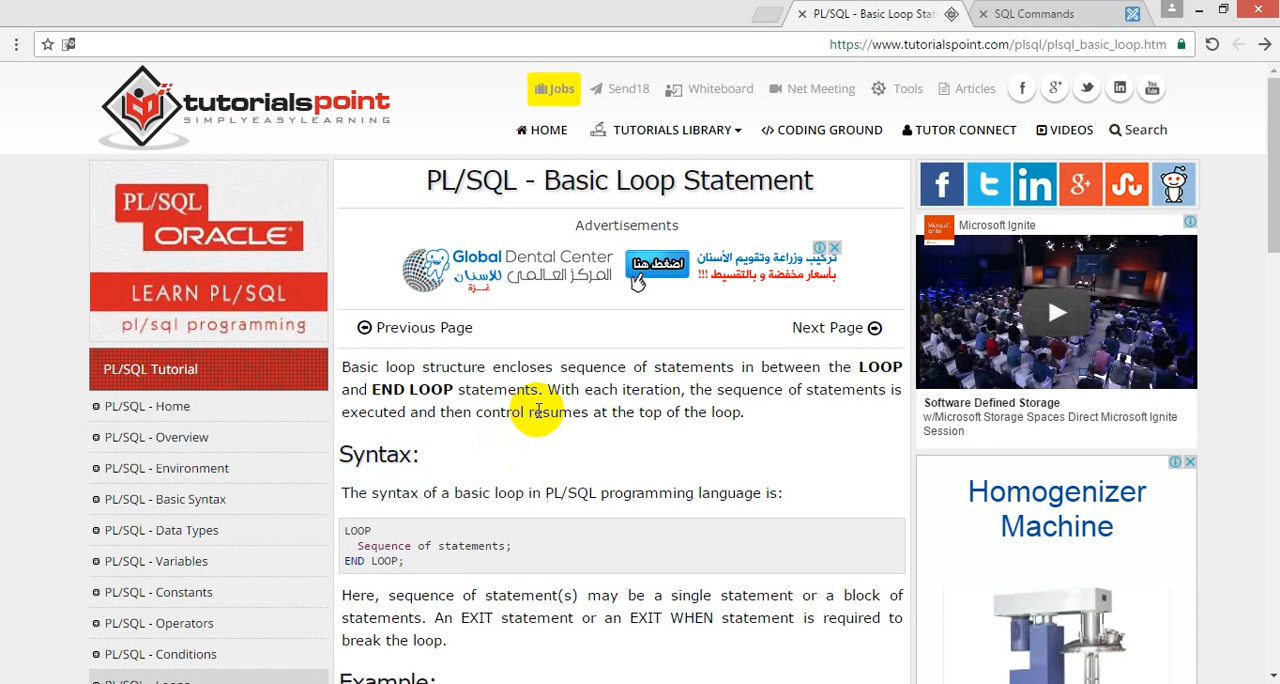 PL/SQL - Basic Loop Stat
SQL Commands
https://www.tutorialspoint.com/plsql/plsql_basic_loop.htm
tutorialspoint
SIMPLYEASYLEARNING
Jobs
Send18
Whiteboard
Net Meeting
Tools
Articles
HOME
TUTORIALS LIBRARY
CODING GROUND
TUTOR CONNECT
VIDEOS
Search
PL/SQL
ORACLE
LEARN PL/SQL
pl/sql programming
PL/SQL Tutorial
PL/SQL - Home
PL/SQL - Overview
PL/SQL - Environment
PL/SQL - Basic Syntax
PL/SQL - Data Types
PL/SQL - Variables
PL/SQL - Constants
PL/SQL - Operators
PL/SQL - Conditions
PL/SQL - Loops
PL/SQL - Basic Loop Statement
Advertisements
Global Dental Center
المركز العالمي للأسنان
غزة
اضغط هنا
تركيب وزراعة وتقويم الأسنان
بأسعار مخفضة و بالتقسيط !!!
Previous Page
Next Page
Basic loop structure encloses sequence of statements in between the LOOP
and END LOOP statements. With each iteration, the sequence of statements is
executed and then control resumes at the top of the loop.
Syntax:
The syntax of a basic loop in PL/SQL programming language is:
LOOP
Sequence of statements;
END LOOP;
Here, sequence of statement(s) may be a single statement or a block of
statements. An EXIT statement or an EXIT WHEN statement is required to
break the loop.
Example:
Microsoft Ignite
Microsoft Ignite
Software Defined Storage
w/Microsoft Storage Spaces Direct Microsoft Ignite
Session
Homogenizer
Machine